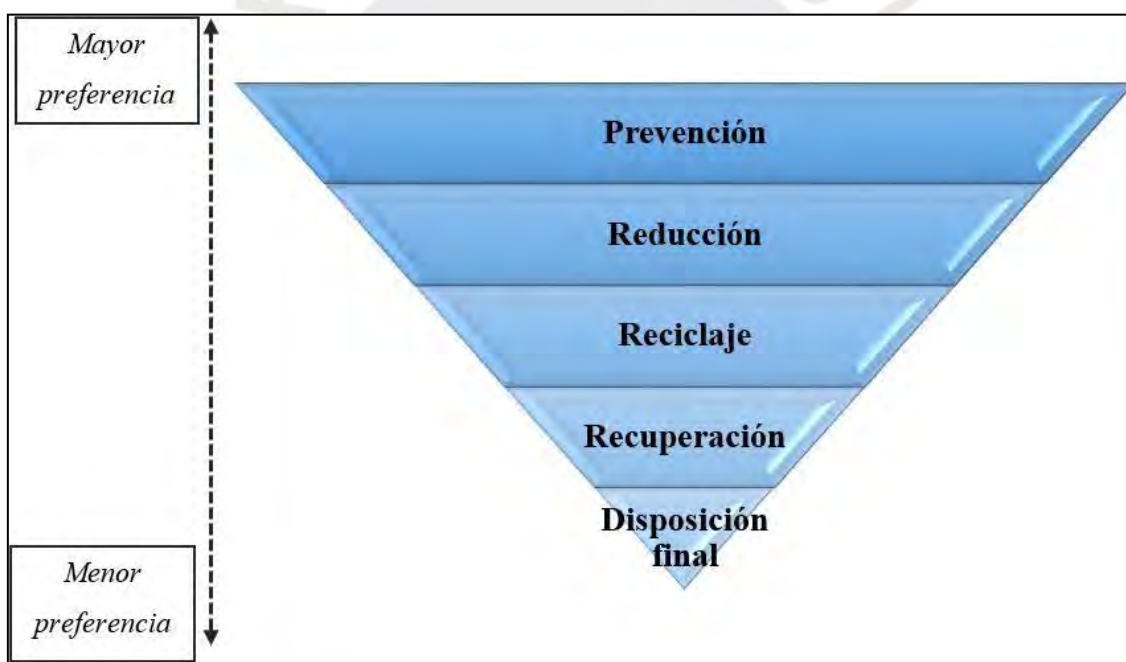 Mayor
preferencia
Prevención
Reducción
Reciclaje
Recuperación
Disposición
final
Menor
preferencia